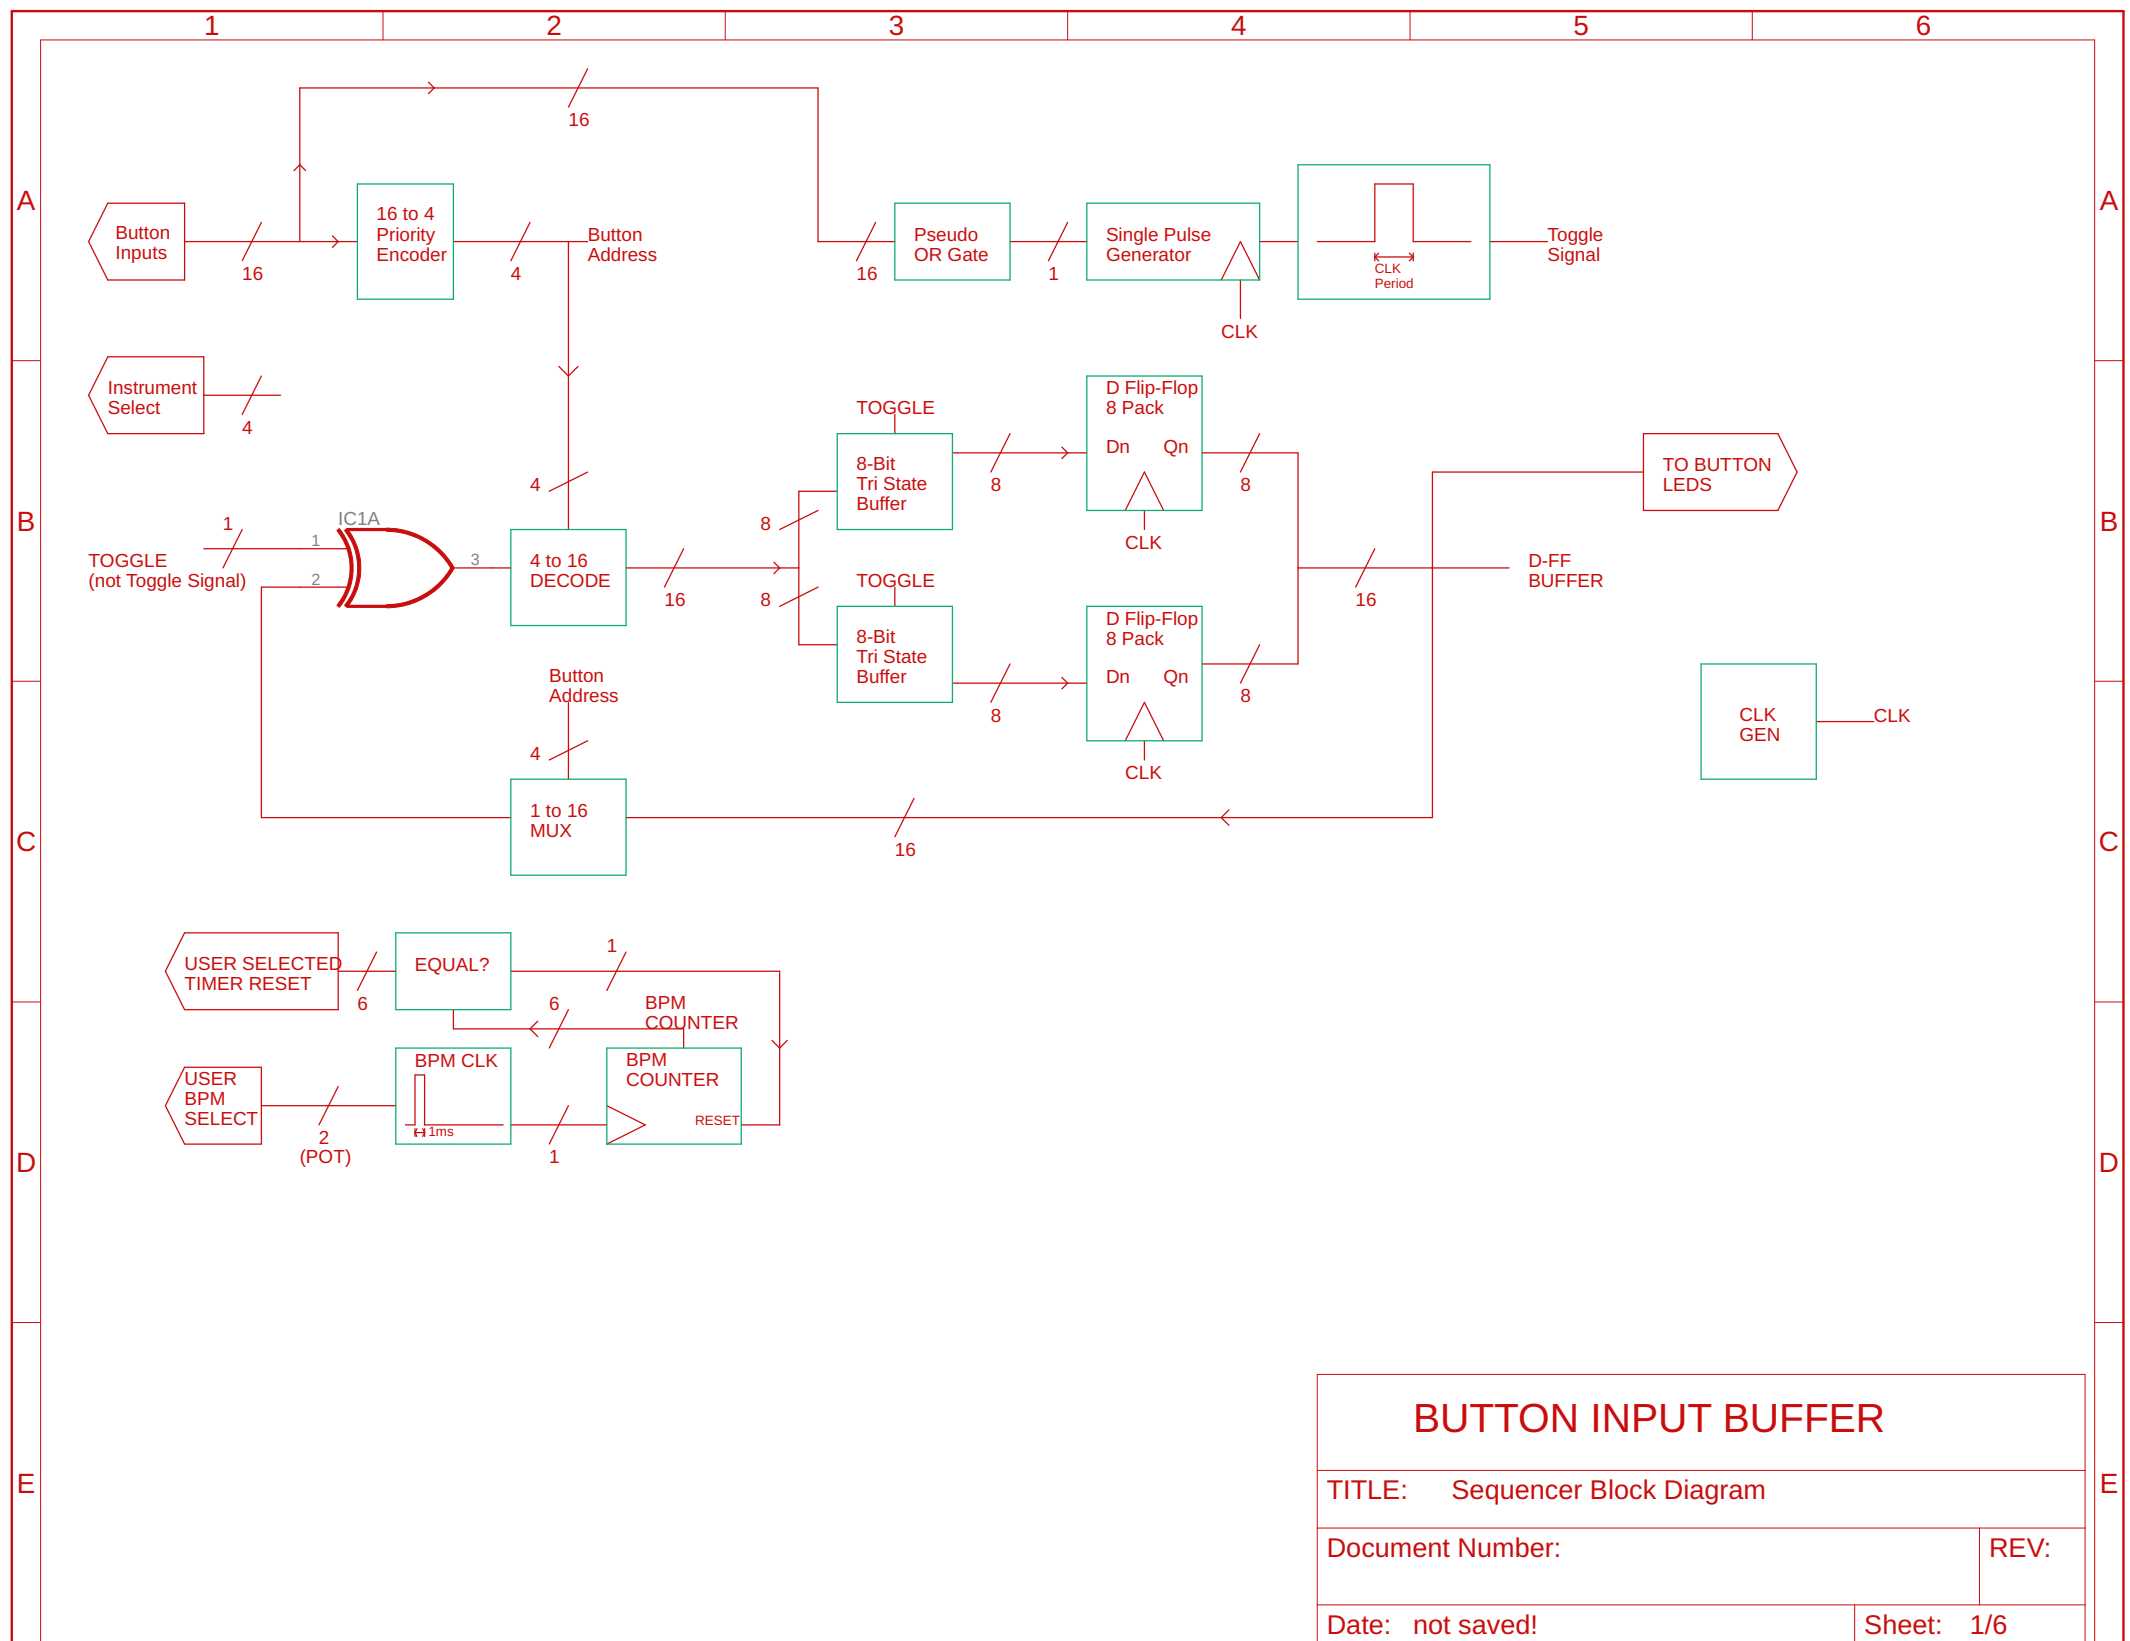 1 2 3 4 5 6
A
A
B
B
C
C
D
D
E
E
16
Button
Inputs
16
16 to 4
Priority
Encoder
4
Button
Address
16
Pseudo
OR Gate
1
Single Pulse
Generator
CLK
CLK
Period
Toggle
Signal
Instrument
Select
4
4
TOGGLE
(not Toggle Signal)
1
IC1A
1
2
3
4 to 16
DECODE
16
8
8
TOGGLE
8-Bit
Tri State
Buffer
8
D Flip-Flop
8 Pack
Dn Qn
CLK
8
TOGGLE
8-Bit
Tri State
Buffer
8
D Flip-Flop
8 Pack
Dn Qn
CLK
8
16
TO BUTTON
LEDS
D-FF
BUFFER
CLK
GEN
CLK
Button
Address
4
1 to 16
MUX
16
USER SELECTED
TIMER RESET
6
EQUAL?
1
6
BPM
COUNTER
USER
BPM
SELECT
2
(POT)
BPM CLK
1ms
1
BPM
COUNTER
RESET
BUTTON INPUT BUFFER
TITLE: Sequencer Block Diagram
Document Number:
REV:
Date: not saved!
Sheet: 1/6